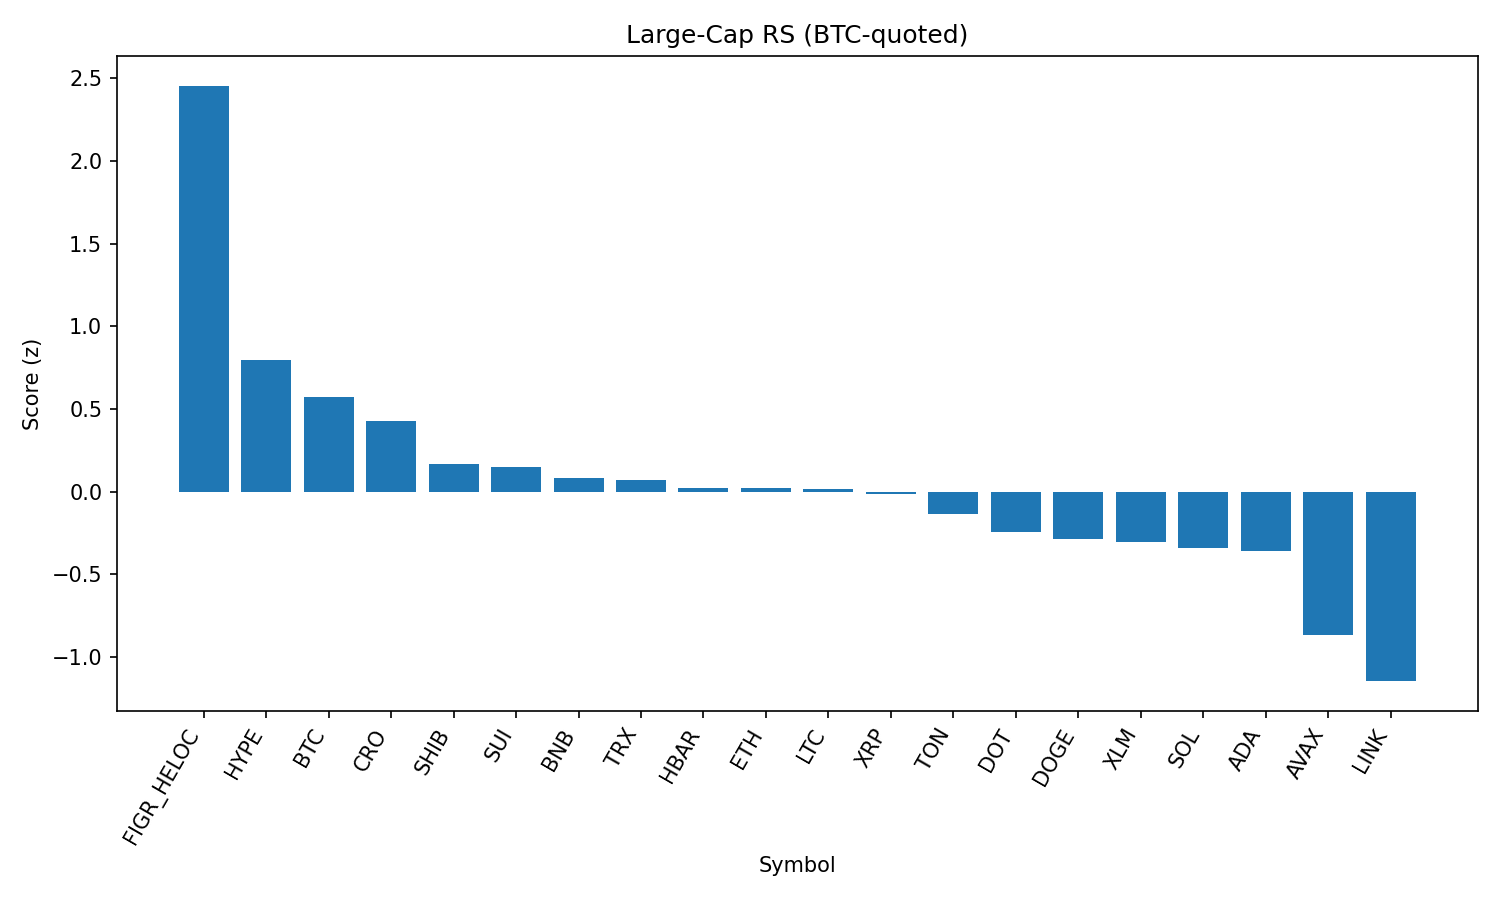 Large-Cap RS (BTC-quoted)
Score (z)
2.5
2.0
1.5
1.0
0.5
0.0
−0.5
−1.0
FIGR_HELOC
HYPE
BTC
CRO
SHIB
SUI
BNB
TRX
HBAR
ETH
LTC
XRP
TON
DOT
DOGE
XLM
SOL
ADA
AVAX
LINK
Symbol